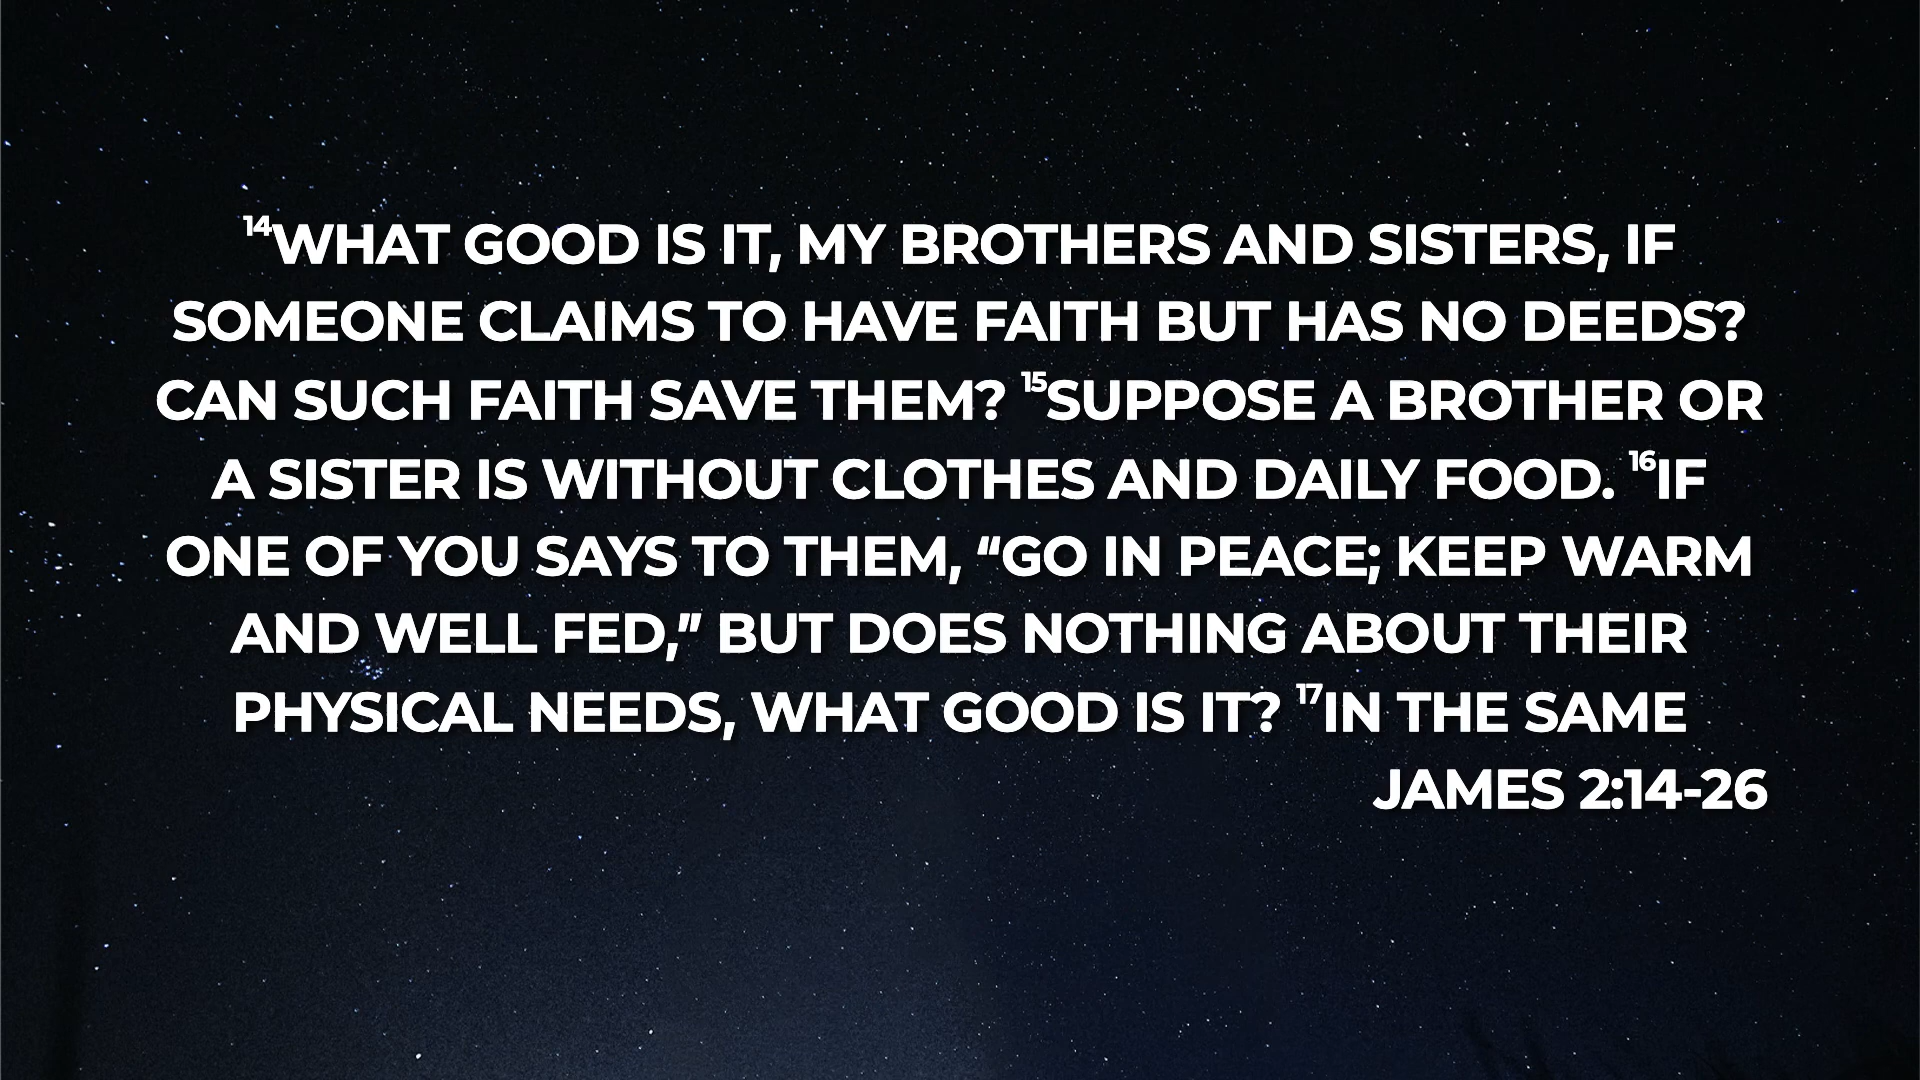 ¹⁴WHAT GOOD IS IT, MY BROTHERS AND SISTERS, IF
SOMEONE CLAIMS TO HAVE FAITH BUT HAS NO DEEDS?
CAN SUCH FAITH SAVE THEM? ¹⁵SUPPOSE A BROTHER OR
A SISTER IS WITHOUT CLOTHES AND DAILY FOOD. ¹⁶IF
ONE OF YOU SAYS TO THEM, “GO IN PEACE; KEEP WARM
AND WELL FED,” BUT DOES NOTHING ABOUT THEIR
PHYSICAL NEEDS, WHAT GOOD IS IT? ¹⁷IN THE SAME
JAMES 2:14-26